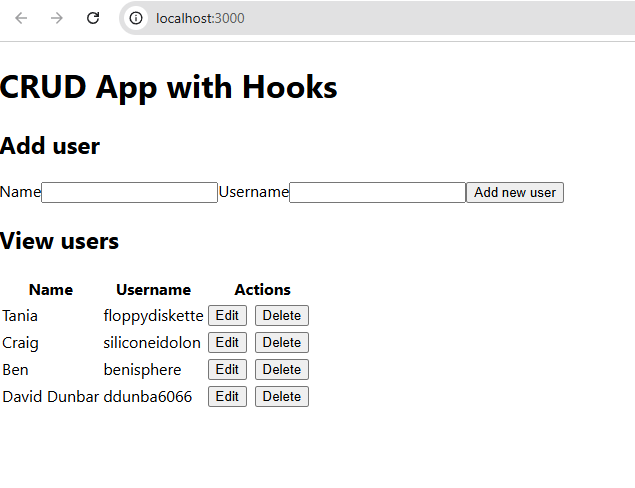 localhost:3000
CRUD App with Hooks
Add user
Name Username Add new user
View users
Name Username Actions
Tania floppydiskette Edit Delete
Craig siliconeidolon Edit Delete
Ben benisphere Edit Delete
David Dunbar ddunba6066 Edit Delete